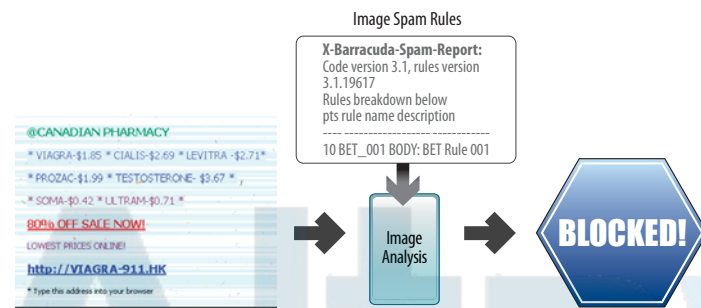 Image Spam Rules
X-Barracuda-Spam-Report:
Code version 3.1, rules version
3.1.19617
Rules breakdown below
pts rule name description
---- ------------------ ------------
10 BET_001 BODY: BET Rule 001
@CANADIAN PHARMACY
* VIAGRA-$1.85 * CIALIS-$2.69 * LEVITRA -$2.71*
* PROZAC-$1.99 * TESTOSTERONE- $3.67 *
* SOMA-$0.42 * ULTRAM-$0.71 *
80% OFF SALE NOW!
LOWEST PRICES ONLINE!
http://VIAGRA-911.HK
* Type this address into your browser
Image
Analysis
BLOCKED!